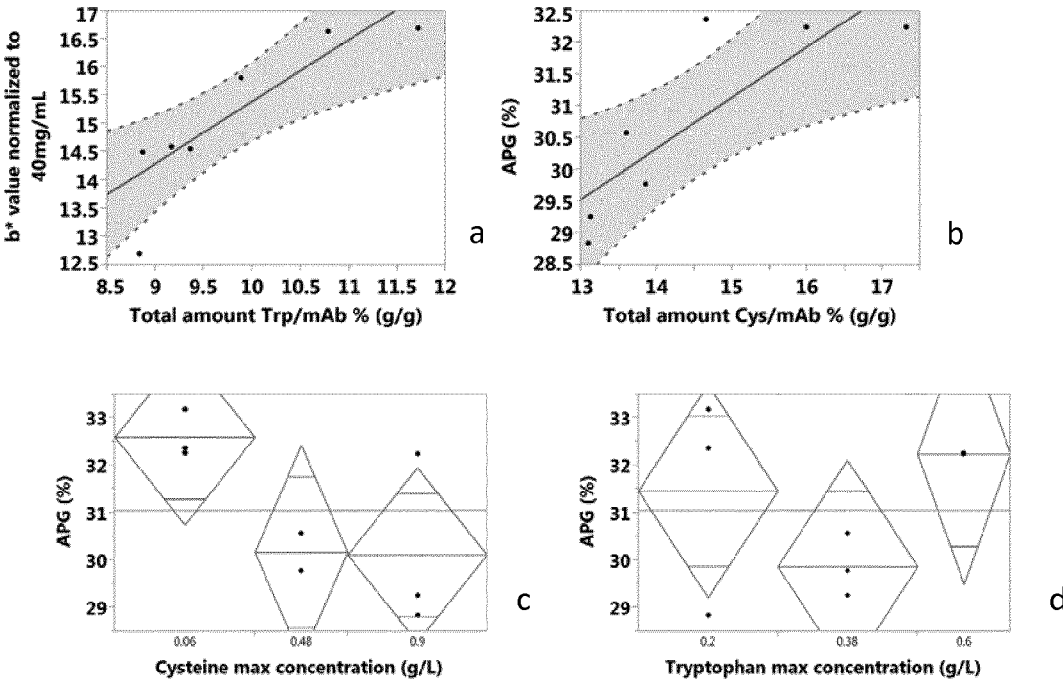 b* value normalized to
40mg/mL
17
16.5
16
15.5
15
14.5
14
13.5
13
12.5
8.5 9 9.5 10 10.5 11 11.5 12
Total amount Trp/mAb % (g/g)
a
APG (%)
32.5
32
31.5
31
30.5
30
29.5
29
28.5
13 14 15 16 17
Total amount Cys/mAb % (g/g)
b
APG (%)
33
32
31
30
29
0.06 0.48 0.9
Cysteine max concentration (g/L)
c
APG (%)
33
32
31
30
29
0.2 0.38 0.6
Tryptophan max concentration (g/L)
d